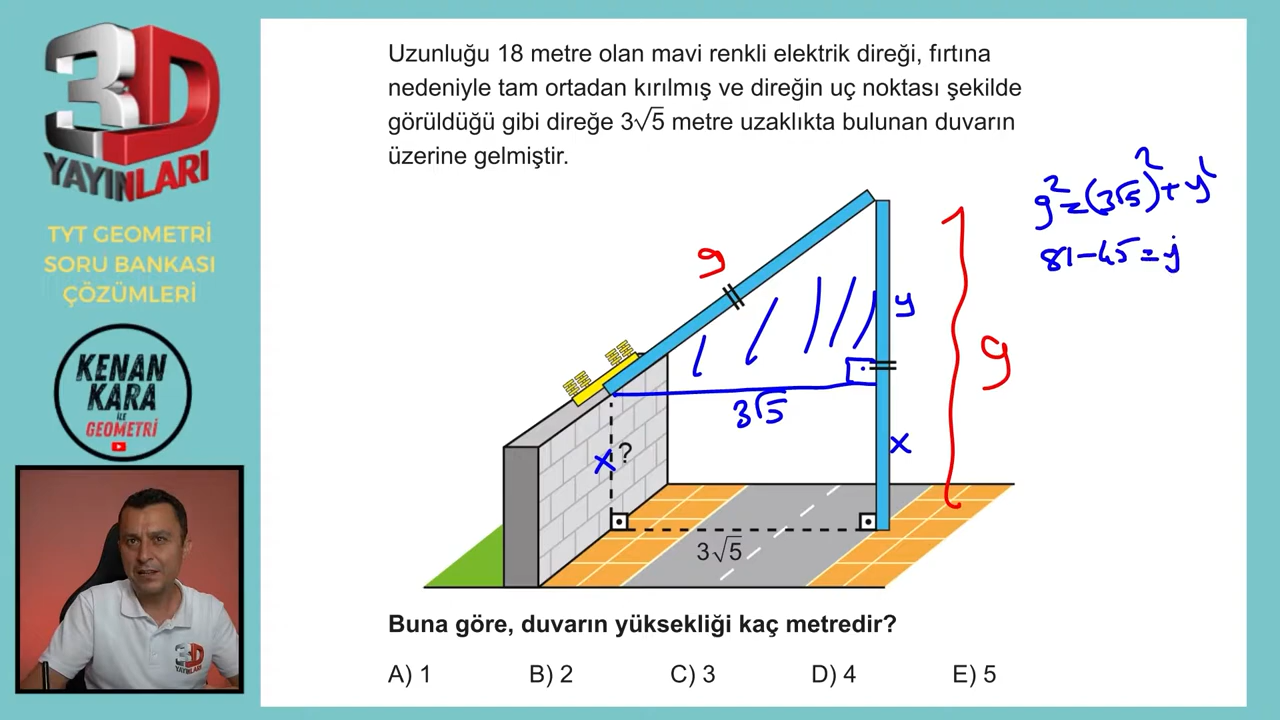 3D
YAYINLARI
TYT GEOMETRİ
SORU BANKASI
ÇÖZÜMLERİ
KENAN
KARA
İLE
GEOMETRİ
3D
YAYINLARI
Uzunluğu 18 metre olan mavi renkli elektrik direği, fırtına
nedeniyle tam ortadan kırılmış ve direğin uç noktası şekilde
görüldüğü gibi direğe 3√5 metre uzaklıkta bulunan duvarın
üzerine gelmiştir.
9² = (3√5)² + y²
81 - 45 = y
9
y
9
3√5
x
x ?
3√5
Buna göre, duvarın yüksekliği kaç metredir?
A) 1 B) 2 C) 3 D) 4 E) 5